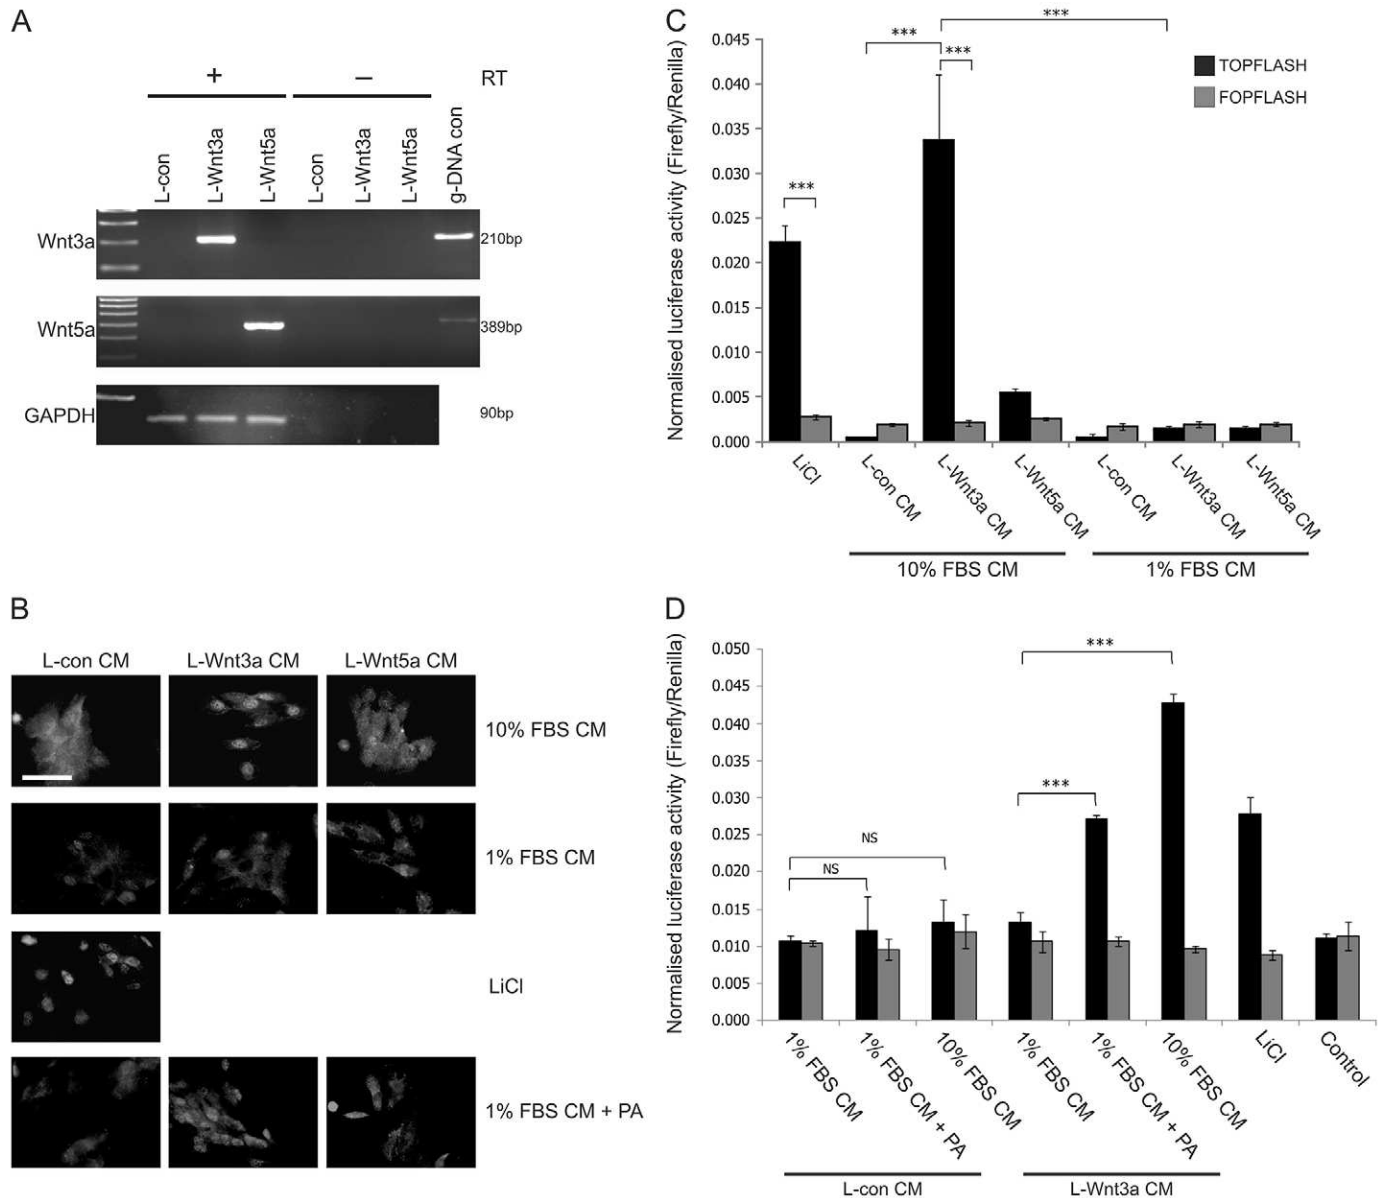 A
+
–
RT
L-con
L-Wnt3a
L-Wnt5a
L-con
L-Wnt3a
L-Wnt5a
g-DNA con
Wnt3a
210bp
Wnt5a
389bp
GAPDH
90bp
B
L-con CM
L-Wnt3a CM
L-Wnt5a CM
10% FBS CM
1% FBS CM
LiCl
1% FBS CM + PA
C
Normalised luciferase activity (Firefly/Renilla)
0.045
0.040
0.035
0.030
0.025
0.020
0.015
0.010
0.005
0.000
***
***
***
***
TOPFLASH
FOPFLASH
LiCl
L-con CM
L-Wnt3a CM
L-Wnt5a CM
L-con CM
L-Wnt3a CM
L-Wnt5a CM
10% FBS CM
1% FBS CM
D
Normalised luciferase activity (Firefly/Renilla)
0.050
0.045
0.040
0.035
0.030
0.025
0.020
0.015
0.010
0.005
0.000
NS
NS
***
***
1% FBS CM
1% FBS CM + PA
10% FBS CM
1% FBS CM
1% FBS CM + PA
10% FBS CM
LiCl
Control
L-con CM
L-Wnt3a CM